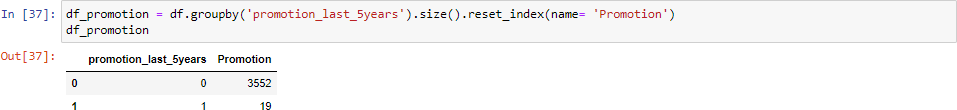 In [37]: df_promotion = df.groupby('promotion_last_5years').size().reset_index(name= 'Promotion')
df_promotion
Out[37]:
promotion_last_5years Promotion
0 0 3552
1 1 19